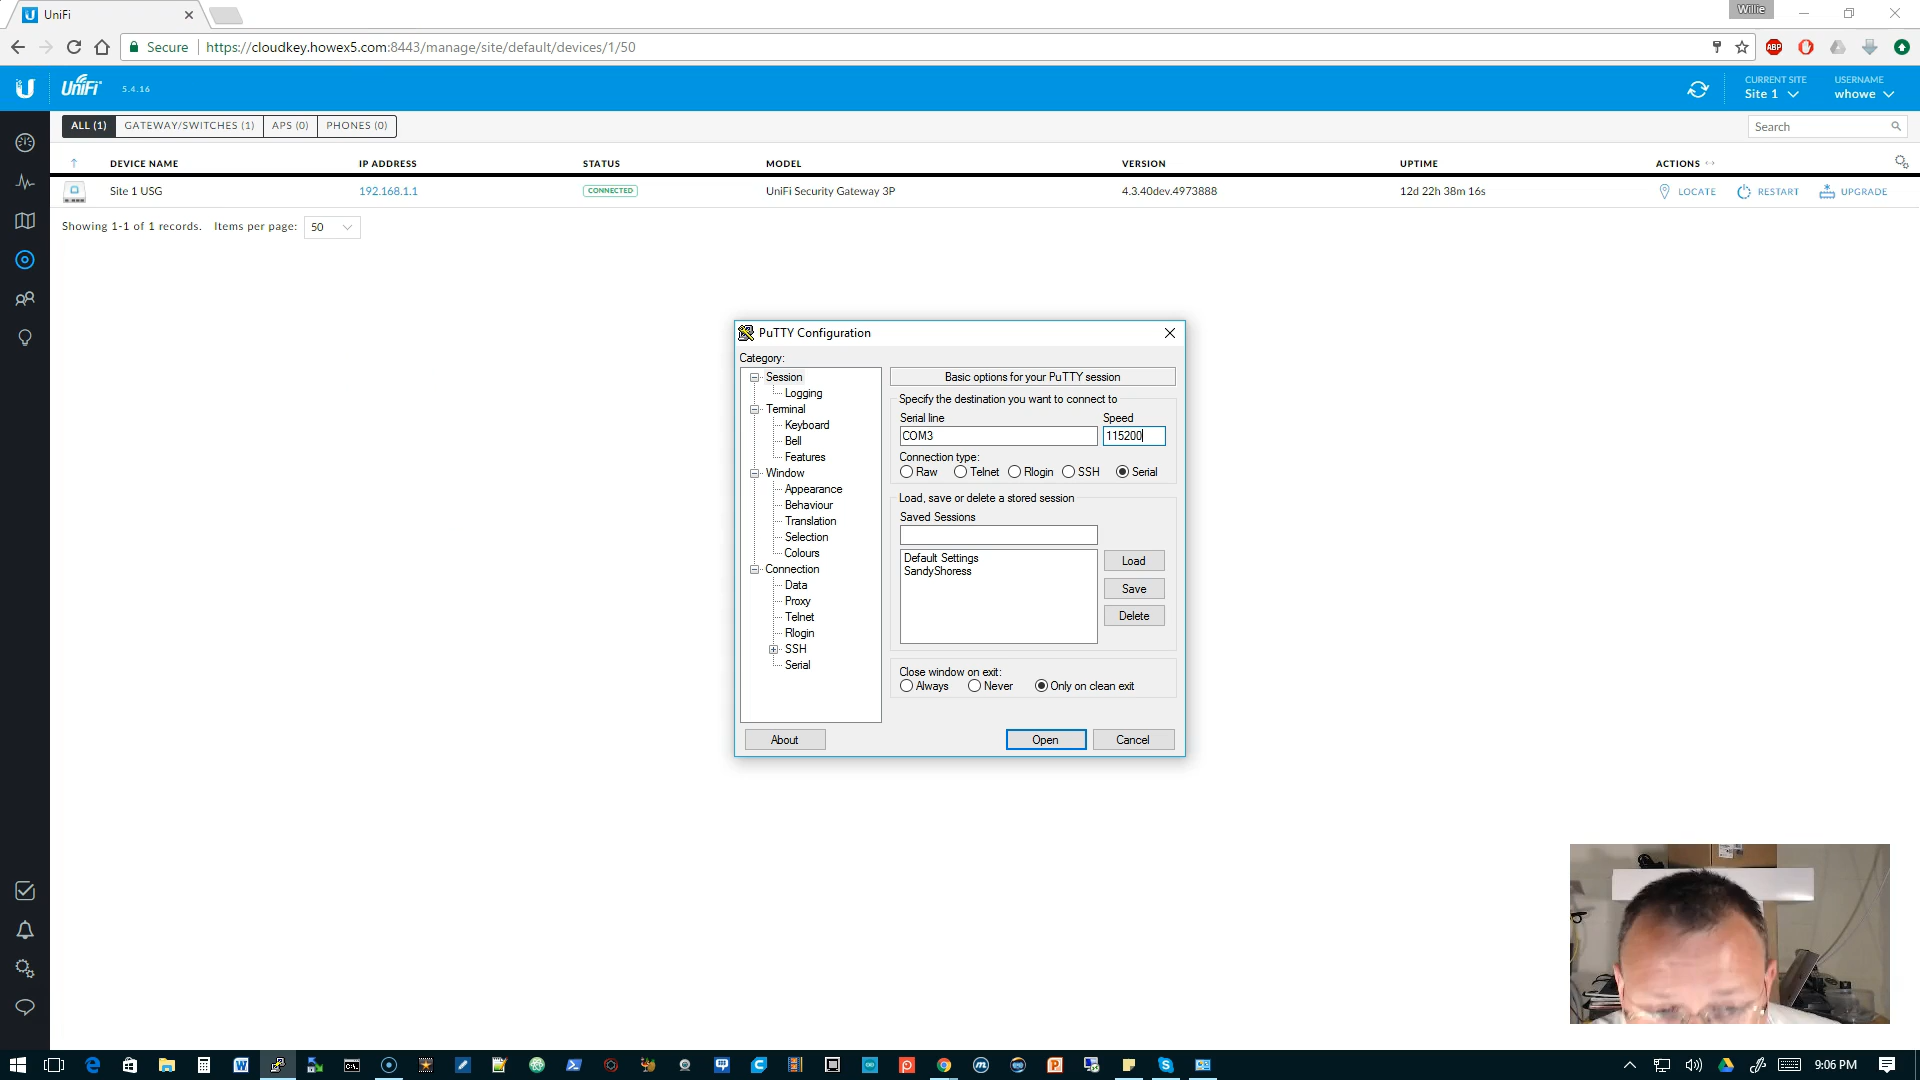 UniFi
Willie
Secure
https://cloudkey.howex5.com:8443/manage/site/default/devices/1/50
ABP
UniFi
5.4.16
CURRENT SITE
Site 1
USERNAME
whowe
ALL (1)
GATEWAY/SWITCHES (1)
APS (0)
PHONES (0)
Search
DEVICE NAME
IP ADDRESS
STATUS
MODEL
VERSION
UPTIME
ACTIONS
Site 1 USG
192.168.1.1
CONNECTED
UniFi Security Gateway 3P
4.3.40dev.4973888
12d 22h 38m 16s
LOCATE
RESTART
UPGRADE
Showing 1-1 of 1 records.
Items per page:
50
PuTTY Configuration
Category:
Session
Logging
Terminal
Keyboard
Bell
Features
Window
Appearance
Behaviour
Translation
Selection
Colours
Connection
Data
Proxy
Telnet
Rlogin
SSH
Serial
Basic options for your PuTTY session
Specify the destination you want to connect to
Serial line
Speed
COM3
115200
Connection type:
Raw
Telnet
Rlogin
SSH
Serial
Load, save or delete a stored session
Saved Sessions
Default Settings
SandyShoress
Load
Save
Delete
Close window on exit:
Always
Never
Only on clean exit
About
Open
Cancel
9:06 PM